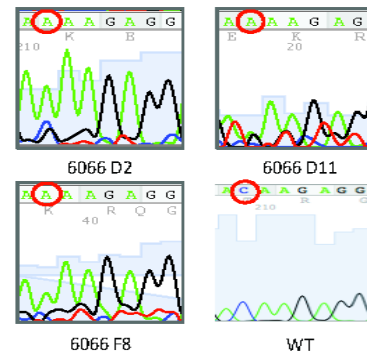 A A A A G A G G
210 K E
6066 D2
A A A A G A G
E K R
20
6066 D11
A A A A G A G G
K R Q G
40
6066 F8
A C A A G A G G
R G
210
WT